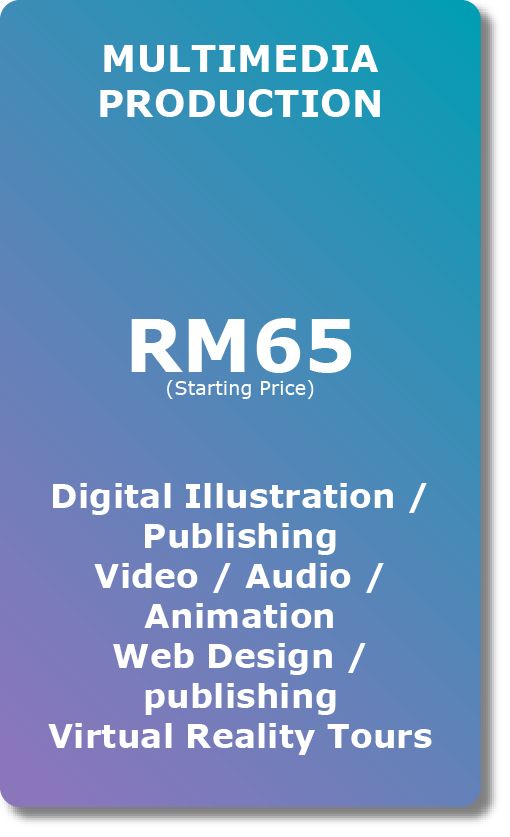 MULTIMEDIA
PRODUCTION
RM65
(Starting Price)
Digital Illustration /
Publishing
Video / Audio /
Animation
Web Design /
publishing
Virtual Reality Tours